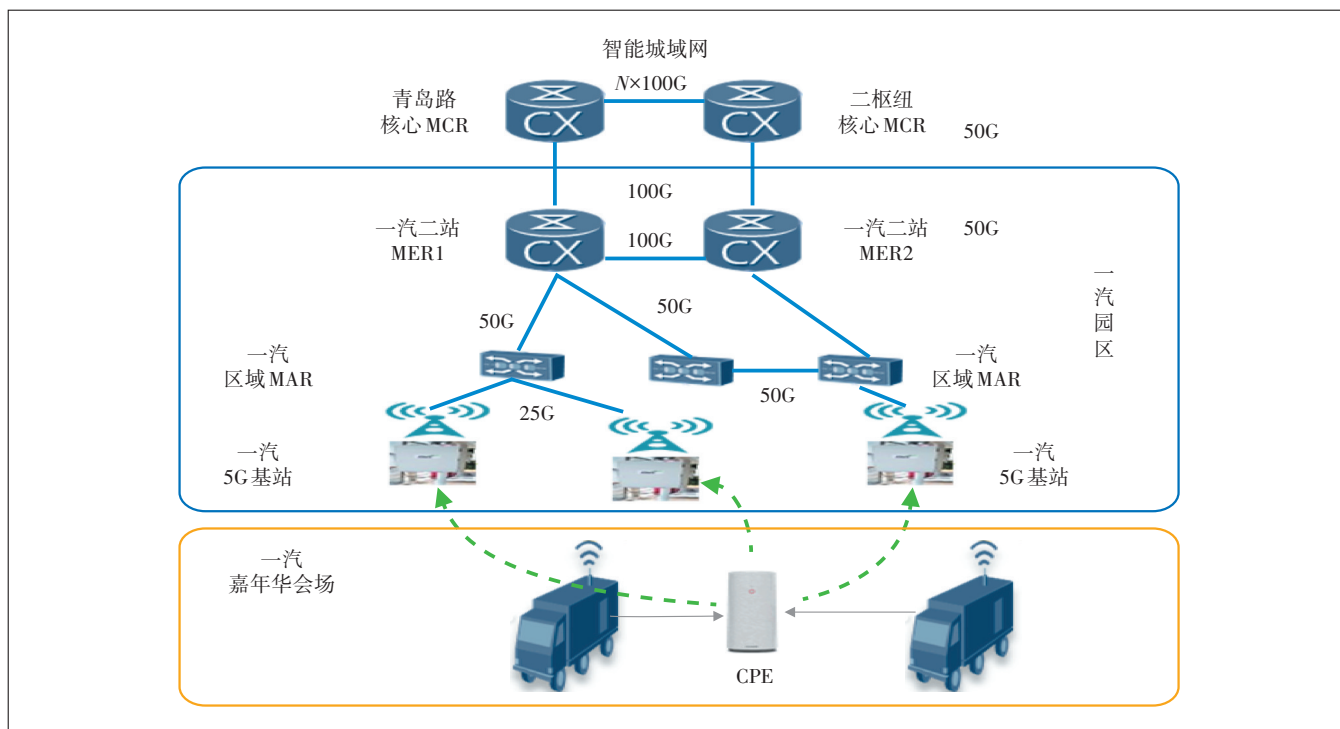 智能城域网
N×100G
青岛路
核心MCR
CX
CX
二枢纽
核心MCR
50G
100G
一汽二站
MER1
CX
100G
CX
一汽二站
MER2
50G
一汽园区
50G
50G
一汽
区域MAR
50G
一汽
区域MAR
25G
一汽
5G基站
一汽
5G基站
一汽
嘉年华会场
CPE